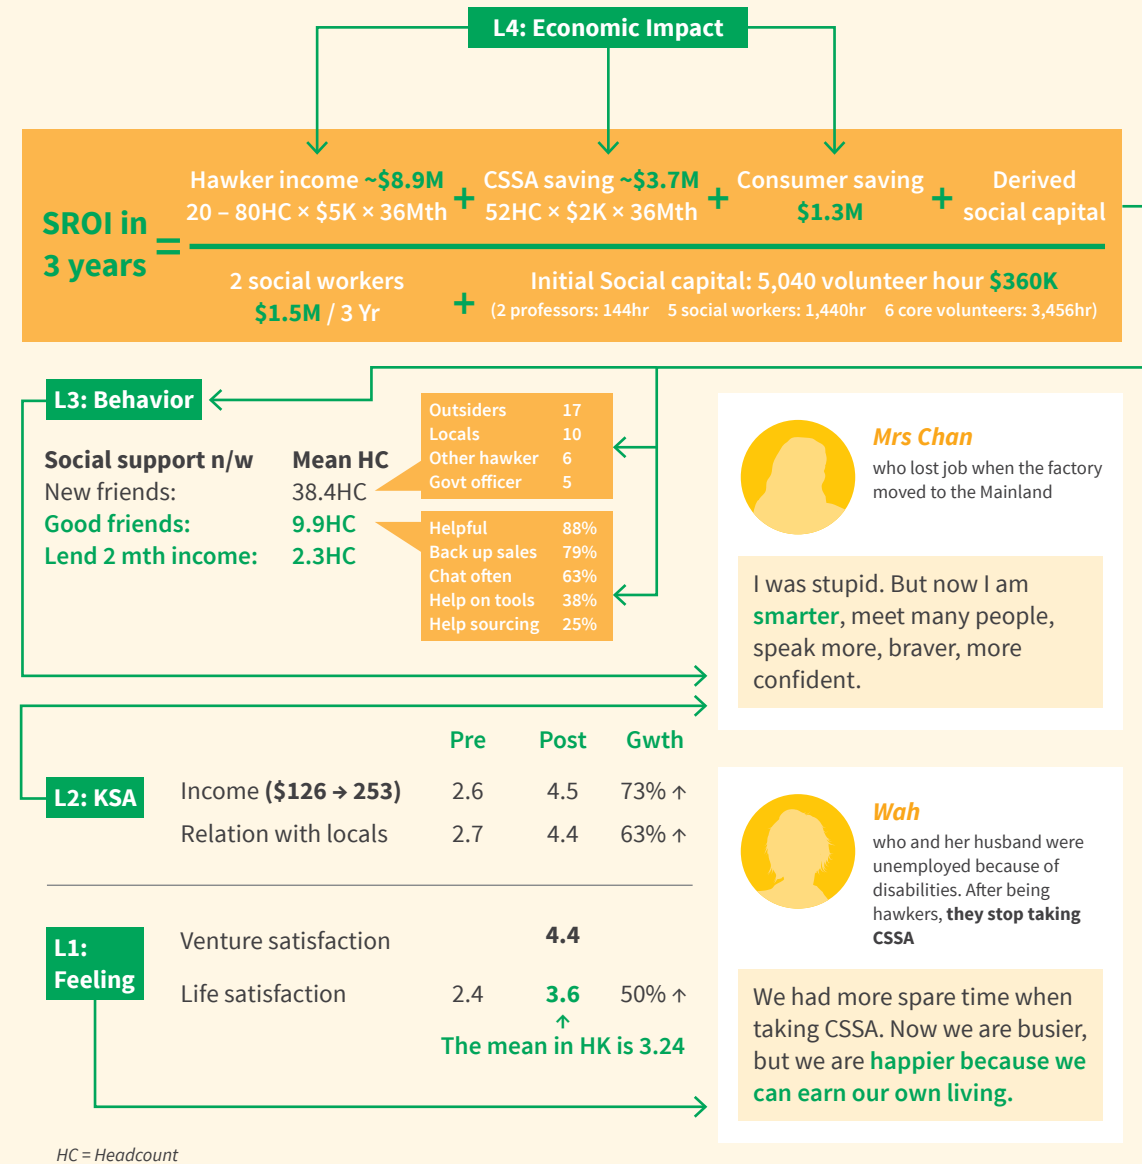 L4: Economic Impact
SROI in
3 years
=
Hawker income ~$8.9M
20 – 80HC × $5K × 36Mth
+
CSSA saving ~$3.7M
52HC × $2K × 36Mth
+
Consumer saving
$1.3M
+
Derived
social capital
2 social workers
$1.5M / 3 Yr
+
Initial Social capital: 5,040 volunteer hour $360K
(2 professors: 144hr 5 social workers: 1,440hr 6 core volunteers: 3,456hr)
L3: Behavior
Social support n/w Mean HC
New friends: 38.4HC
Good friends: 9.9HC
Lend 2 mth income: 2.3HC
Outsiders 17
Locals 10
Other hawker 6
Govt officer 5
Helpful 88%
Back up sales 79%
Chat often 63%
Help on tools 38%
Help sourcing 25%
Mrs Chan
who lost job when the factory
moved to the Mainland
I was stupid. But now I am
smarter, meet many people,
speak more, braver, more
confident.
Pre Post Gwth
L2: KSA
Income ($126 → 253) 2.6 4.5 73% ↑
Relation with locals 2.7 4.4 63% ↑
L1:
Feeling
Venture satisfaction 4.4
Life satisfaction 2.4 3.6 50% ↑
↑
The mean in HK is 3.24
Wah
who and her husband were
unemployed because of
disabilities. After being
hawkers, they stop taking
CSSA
We had more spare time when
taking CSSA. Now we are busier,
but we are happier because we
can earn our own living.
HC = Headcount